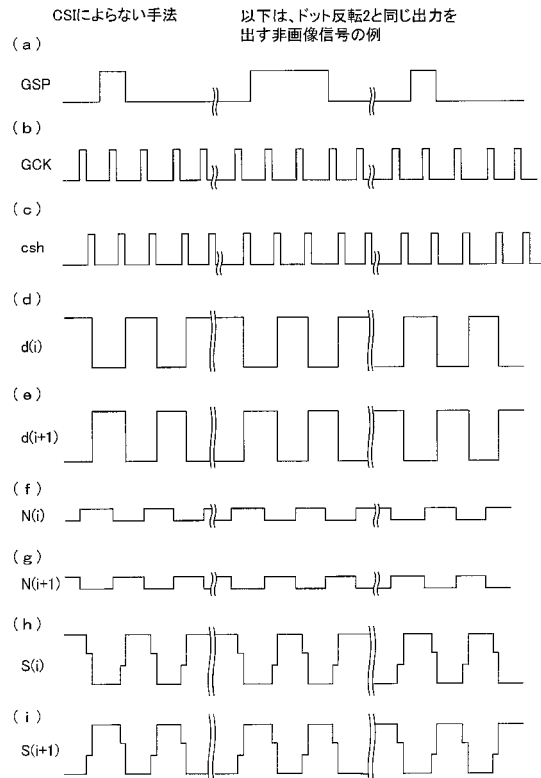 CSIによらない手法
以下は、ドット反転2と同じ出力を
出す非画像信号の例
(a)
GSP
(b)
GCK
(c)
csh
(d)
d(i)
(e)
d(i+1)
(f)
N(i)
(g)
N(i+1)
(h)
S(i)
(i)
S(i+1)